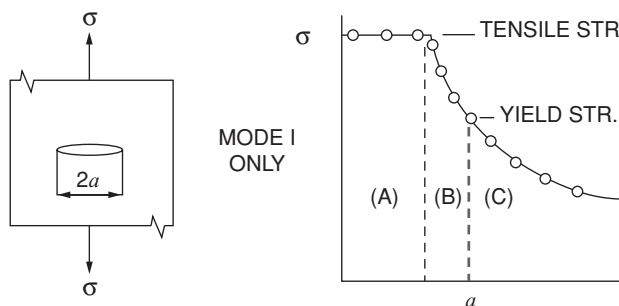 σ
2a
σ
MODE I
ONLY
σ
TENSILE STR.
YIELD STR.
(A)
(B)
(C)
a